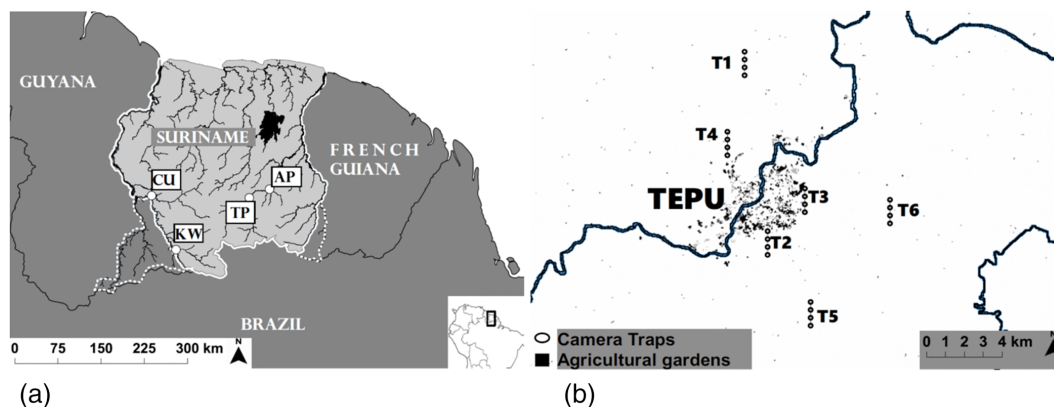 GUYANA
SURINAME
FRENCH
GUIANA
CU
AP
TP
KW
BRAZIL
N
0 75 150 225 300 km
(a)
T1
T4
TEPU
T3
T6
T2
T5
Camera Traps
Agricultural gardens
N
0 1 2 3 4 km
(b)